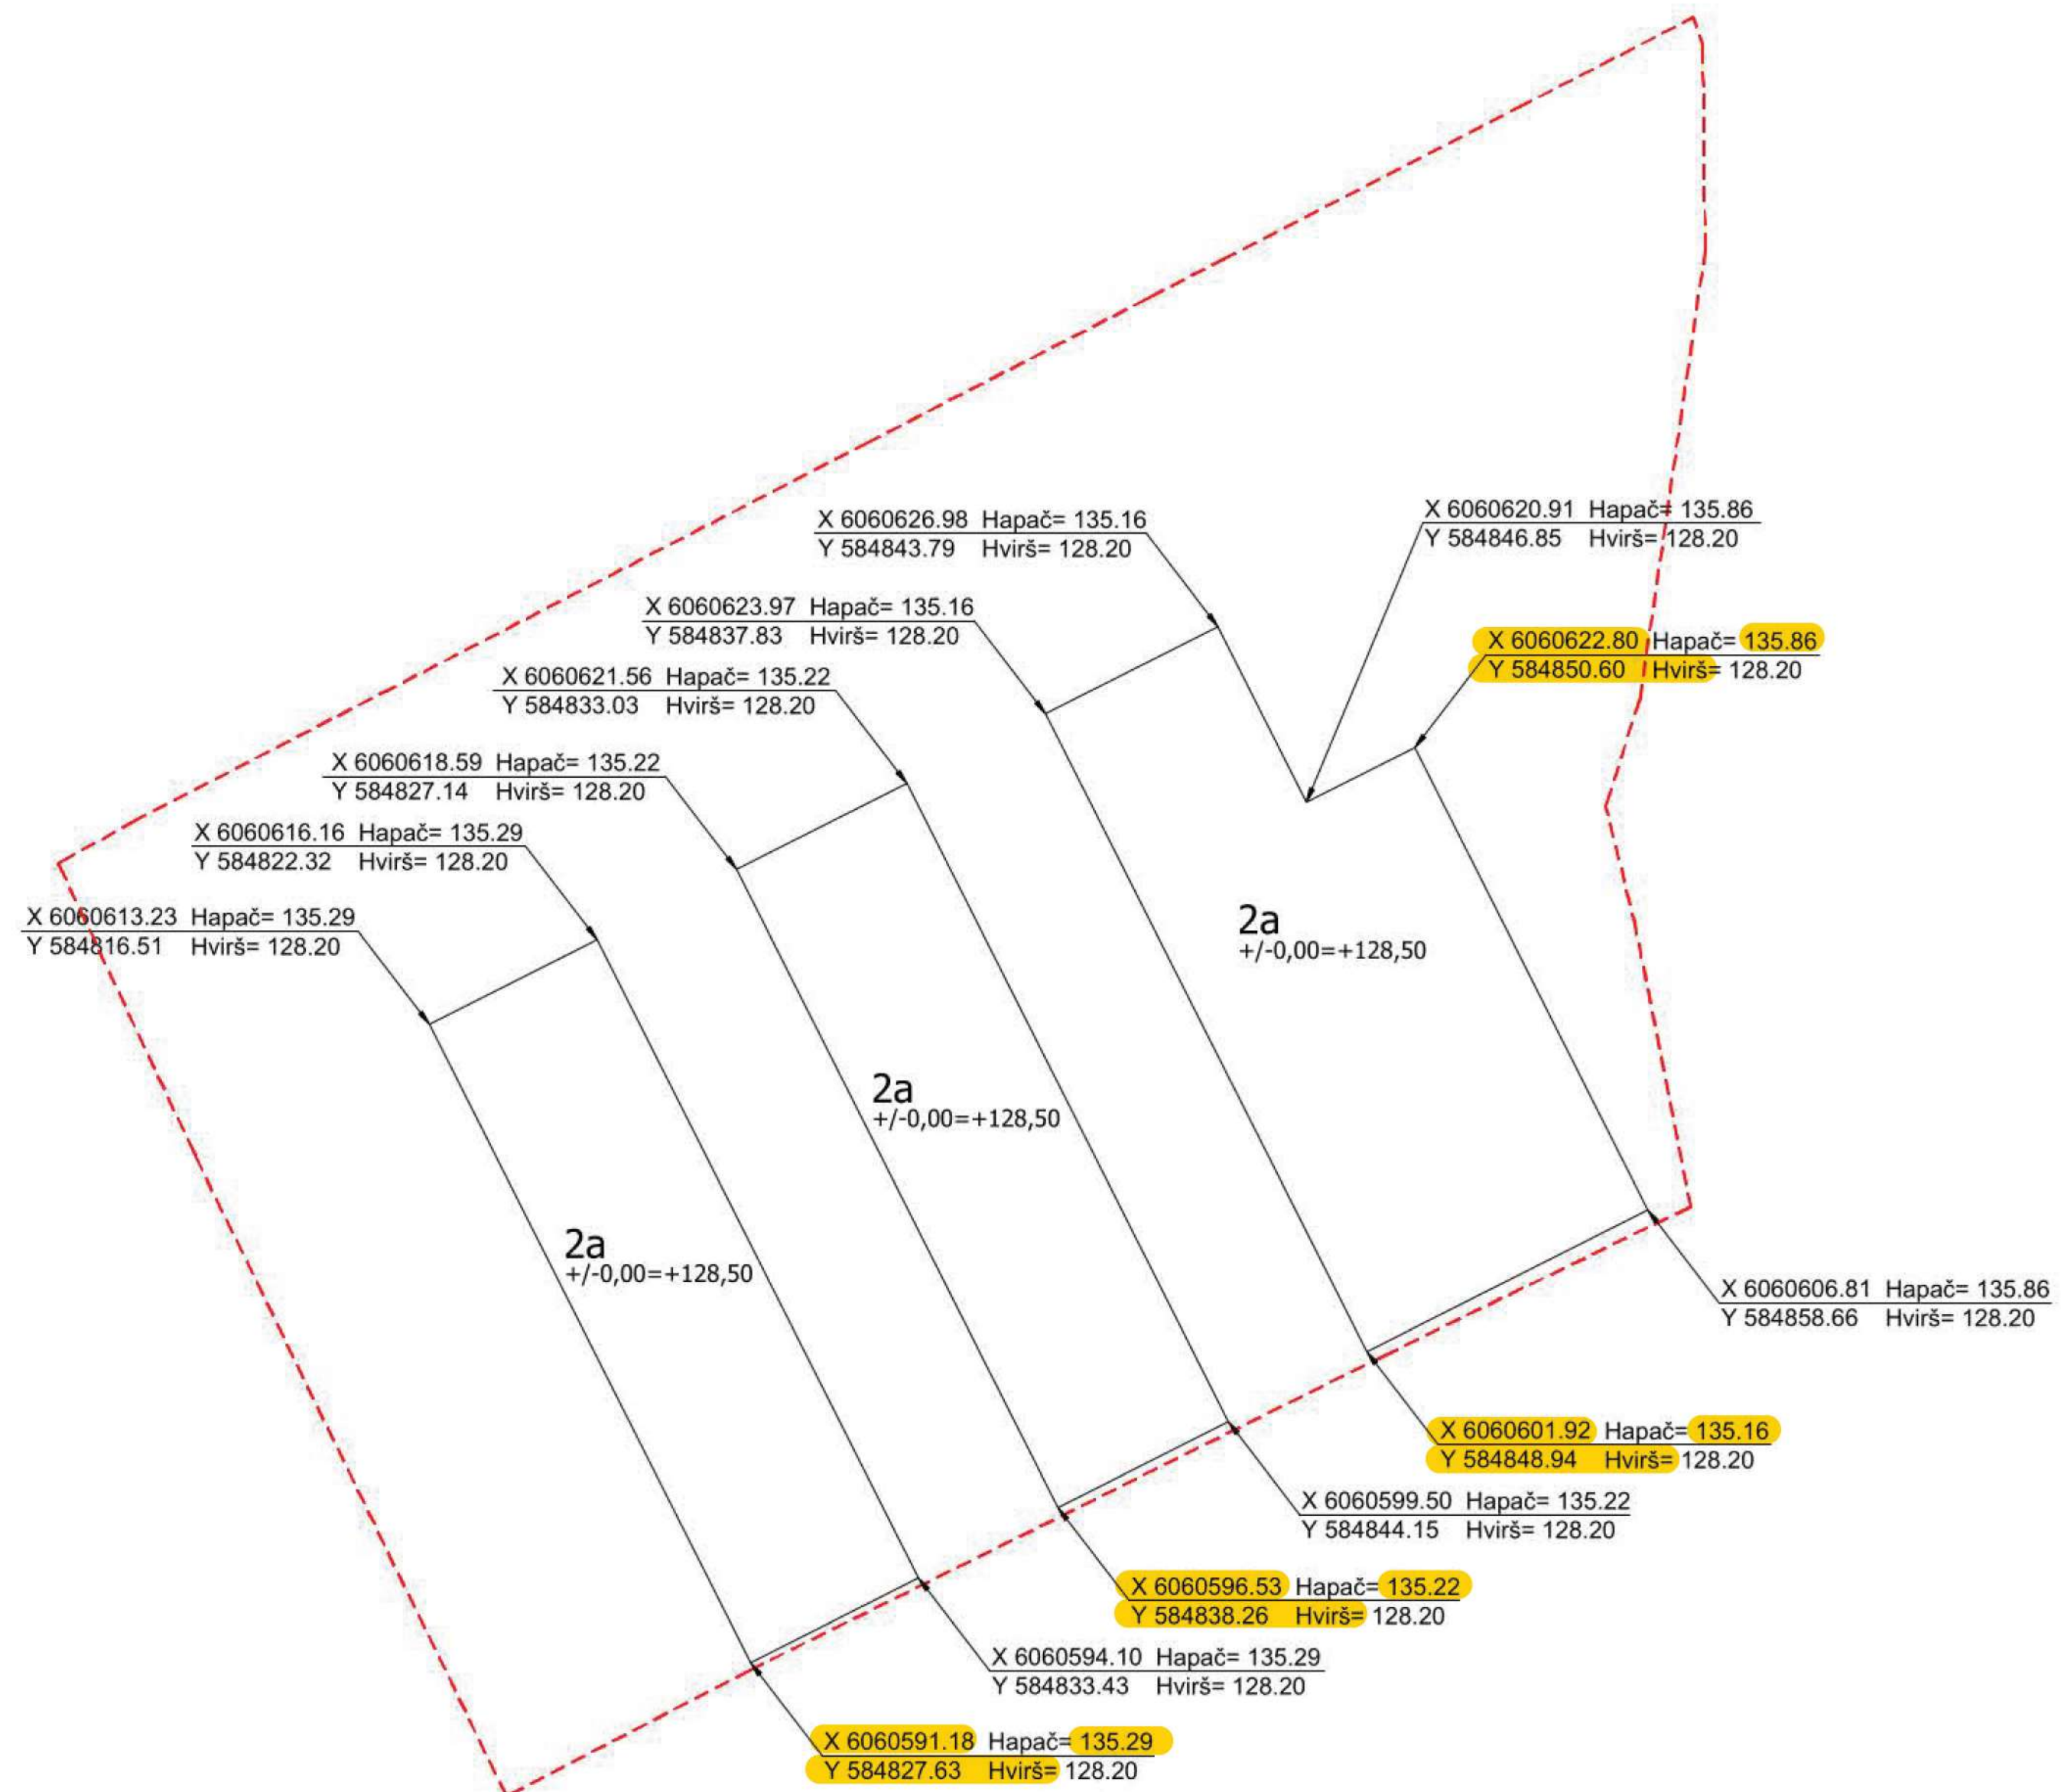 X 6060626.98 Hapač= 135.16
Y 584843.79 Hvirš= 128.20
X 6060620.91 Hapač= 135.86
Y 584846.85 Hvirš= 128.20
X 6060623.97 Hapač= 135.16
Y 584837.83 Hvirš= 128.20
X 6060622.80 Hapač= 135.86
Y 584850.60 Hvirš= 128.20
X 6060621.56 Hapač= 135.22
Y 584833.03 Hvirš= 128.20
X 6060618.59 Hapač= 135.22
Y 584827.14 Hvirš= 128.20
X 6060616.16 Hapač= 135.29
Y 584822.32 Hvirš= 128.20
X 6060613.23 Hapač= 135.29
Y 584816.51 Hvirš= 128.20
2a
+/-0,00=+128,50
2a
+/-0,00=+128,50
2a
+/-0,00=+128,50
X 6060606.81 Hapač= 135.86
Y 584858.66 Hvirš= 128.20
X 6060601.92 Hapač= 135.16
Y 584848.94 Hvirš= 128.20
X 6060599.50 Hapač= 135.22
Y 584844.15 Hvirš= 128.20
X 6060596.53 Hapač= 135.22
Y 584838.26 Hvirš= 128.20
X 6060594.10 Hapač= 135.29
Y 584833.43 Hvirš= 128.20
X 6060591.18 Hapač= 135.29
Y 584827.63 Hvirš= 128.20